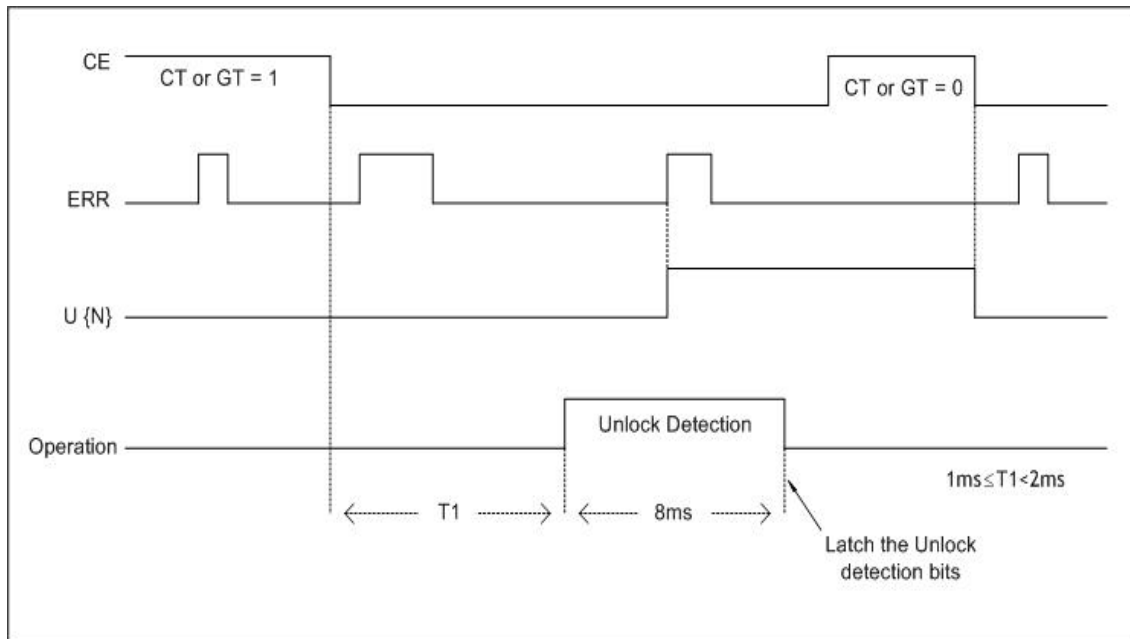 CE
CT or GT = 1
CT or GT = 0
ERR
U {N}
Operation
Unlock Detection
1ms≤T1<2ms
T1
8ms
Latch the Unlock
detection bits